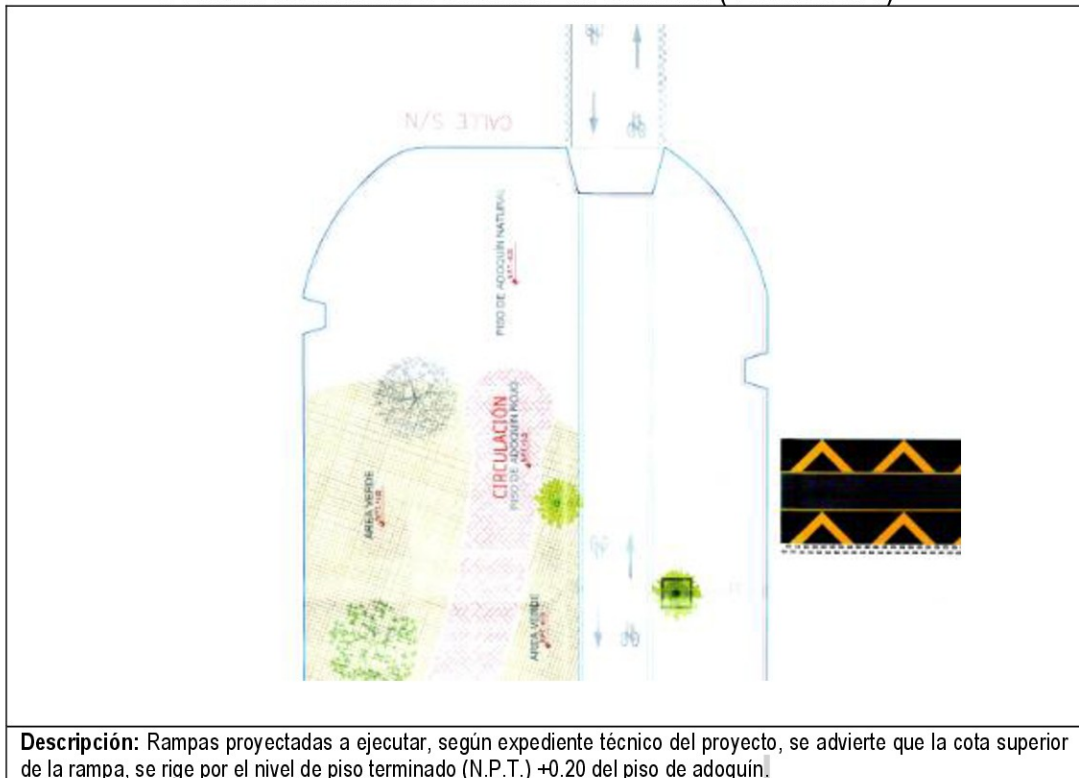 CALLE S/N
PISO DE ADOQUÍN NATURAL
CIRCULACIÓN
PISO DE ADOQUÍN ROJO
AREA VERDE
AREA VERDE
Descripción: Rampas proyectadas a ejecutar, según expediente técnico del proyecto, se advierte que la cota superior
de la rampa, se rige por el nivel de piso terminado (N.P.T.) +0.20 del piso de adoquín.